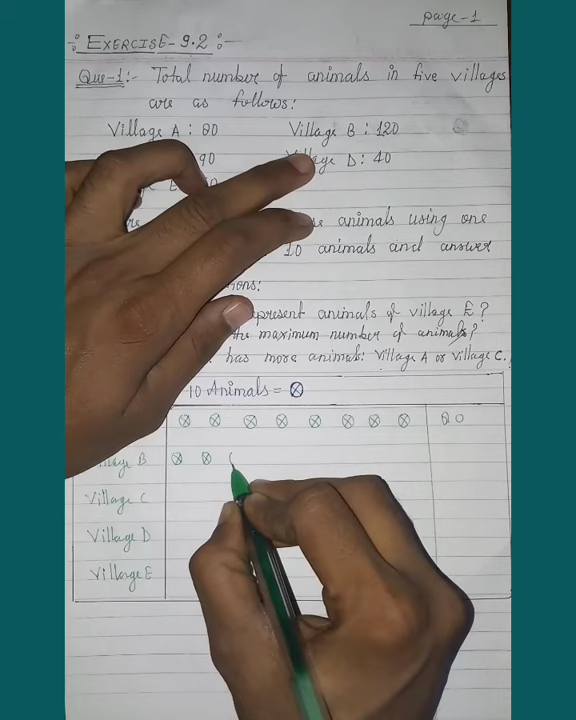 page-1
÷ EXERCISE-9.2 :-
Que-1:- Total number of animals in five villages
are as follows:
Village A : 80 Village B : 120
90 Village D : 40
animals using one
10 animals and answer
present animals of village E?
the maximum number of animals?
has more animal: Village A or village C.
10 Animals = ⊗
⊗ ⊗ ⊗ ⊗ ⊗ ⊗ ⊗ ⊗ 80
B ⊗ ⊗ (
Village C
Village D
Village E